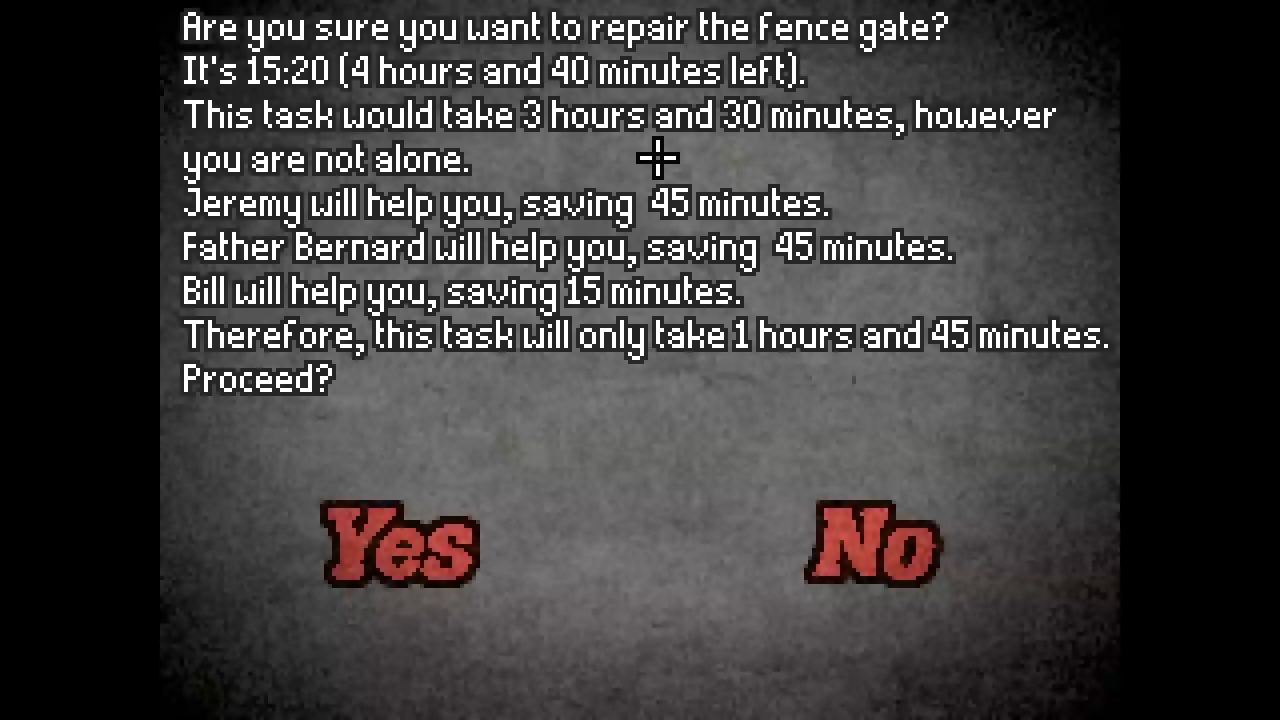 Are you sure you want to repair the fence gate?
It's 15:20 (4 hours and 40 minutes left).
This task would take 3 hours and 30 minutes, however
you are not alone.
Jeremy will help you, saving  45 minutes.
Father Bernard will help you, saving  45 minutes.
Bill will help you, saving 15 minutes.
Therefore, this task will only take 1 hours and 45 minutes.
Proceed?
Yes No